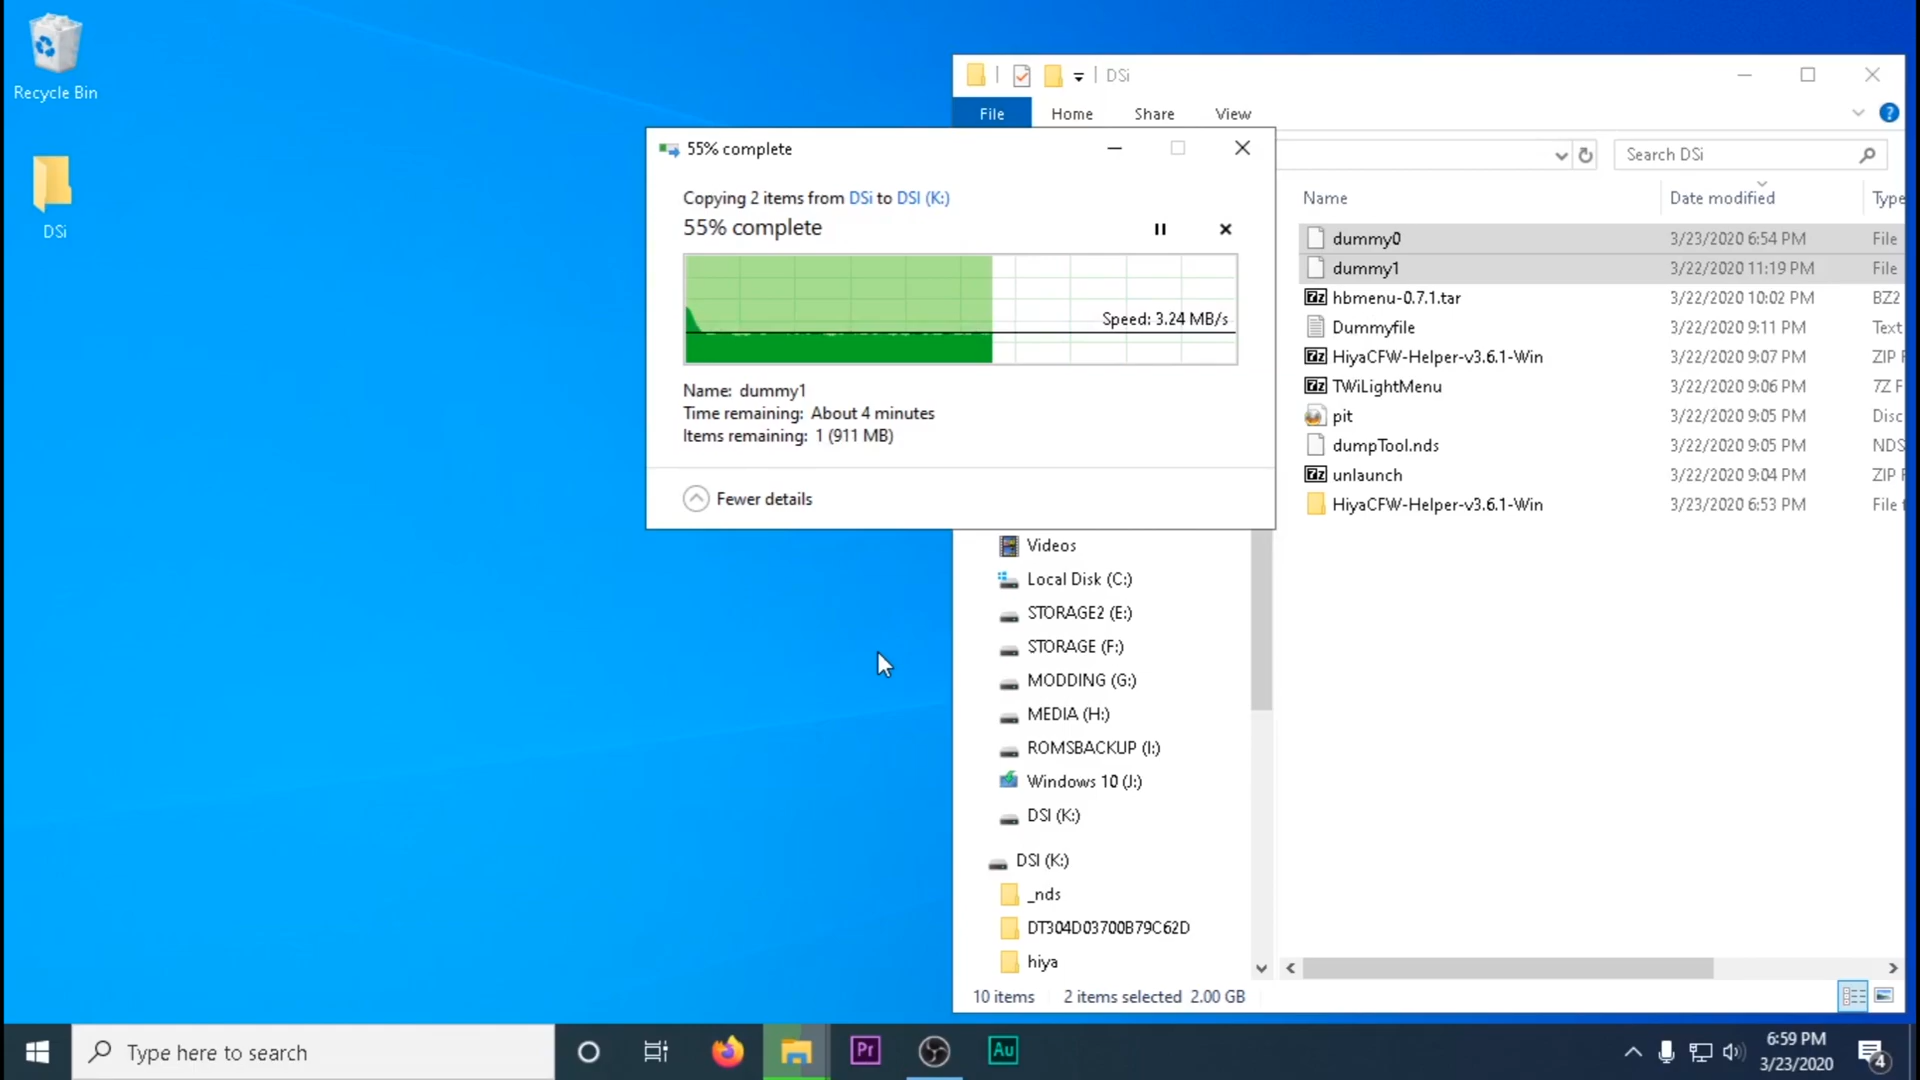 Recycle Bin
DSi
DSi
File Home Share View
Search DSi
55% complete
Copying 2 items from DSi to DSI (K:)
55% complete
Speed: 3.24 MB/s
Name: dummy1
Time remaining: About 4 minutes
Items remaining: 1 (911 MB)
Fewer details
Name Date modified Type
dummy0 3/23/2020 6:54 PM File
dummy1 3/22/2020 11:19 PM File
hbmenu-0.7.1.tar 3/22/2020 10:02 PM BZ2
Dummyfile 3/22/2020 9:11 PM Text
HiyaCFW-Helper-v3.6.1-Win 3/22/2020 9:07 PM ZIP F
TWiLightMenu 3/22/2020 9:06 PM 7Z F
pit 3/22/2020 9:05 PM Disc
dumpTool.nds 3/22/2020 9:05 PM NDS
unlaunch 3/22/2020 9:04 PM ZIP F
HiyaCFW-Helper-v3.6.1-Win 3/23/2020 6:53 PM File f
Videos
Local Disk (C:)
STORAGE2 (E:)
STORAGE (F:)
MODDING (G:)
MEDIA (H:)
ROMSBACKUP (I:)
Windows 10 (J:)
DSI (K:)
DSI (K:)
_nds
DT304D03700B79C62D
hiya
10 items 2 items selected 2.00 GB
Type here to search
Pr
Au
6:59 PM
3/23/2020
4